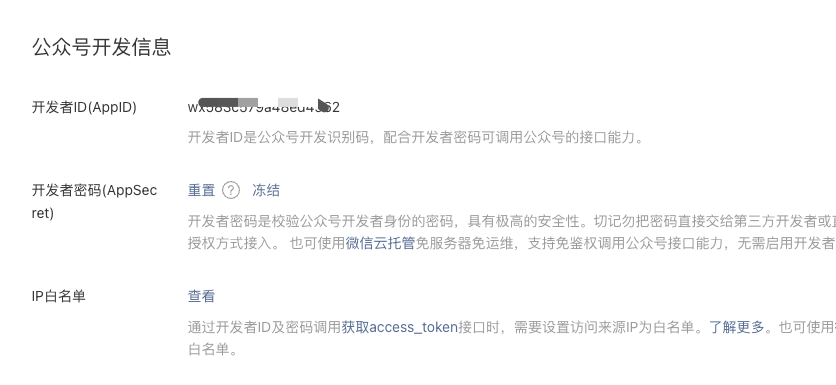 公众号开发信息
开发者ID(AppID)
开发者ID是公众号开发识别码，配合开发者密码可调用公众号的接口能力。
开发者密码(AppSec 重置 ? 冻结
ret)
开发者密码是校验公众号开发者身份的密码，具有极高的安全性。切记勿把密码直接交给第三方开发者或
授权方式接入。 也可使用微信云托管免服务器免运维，支持免鉴权调用公众号接口能力，无需启用开发者
IP白名单 查看
通过开发者ID及密码调用获取access_token接口时，需要设置访问来源IP为白名单。了解更多。也可使用
白名单。